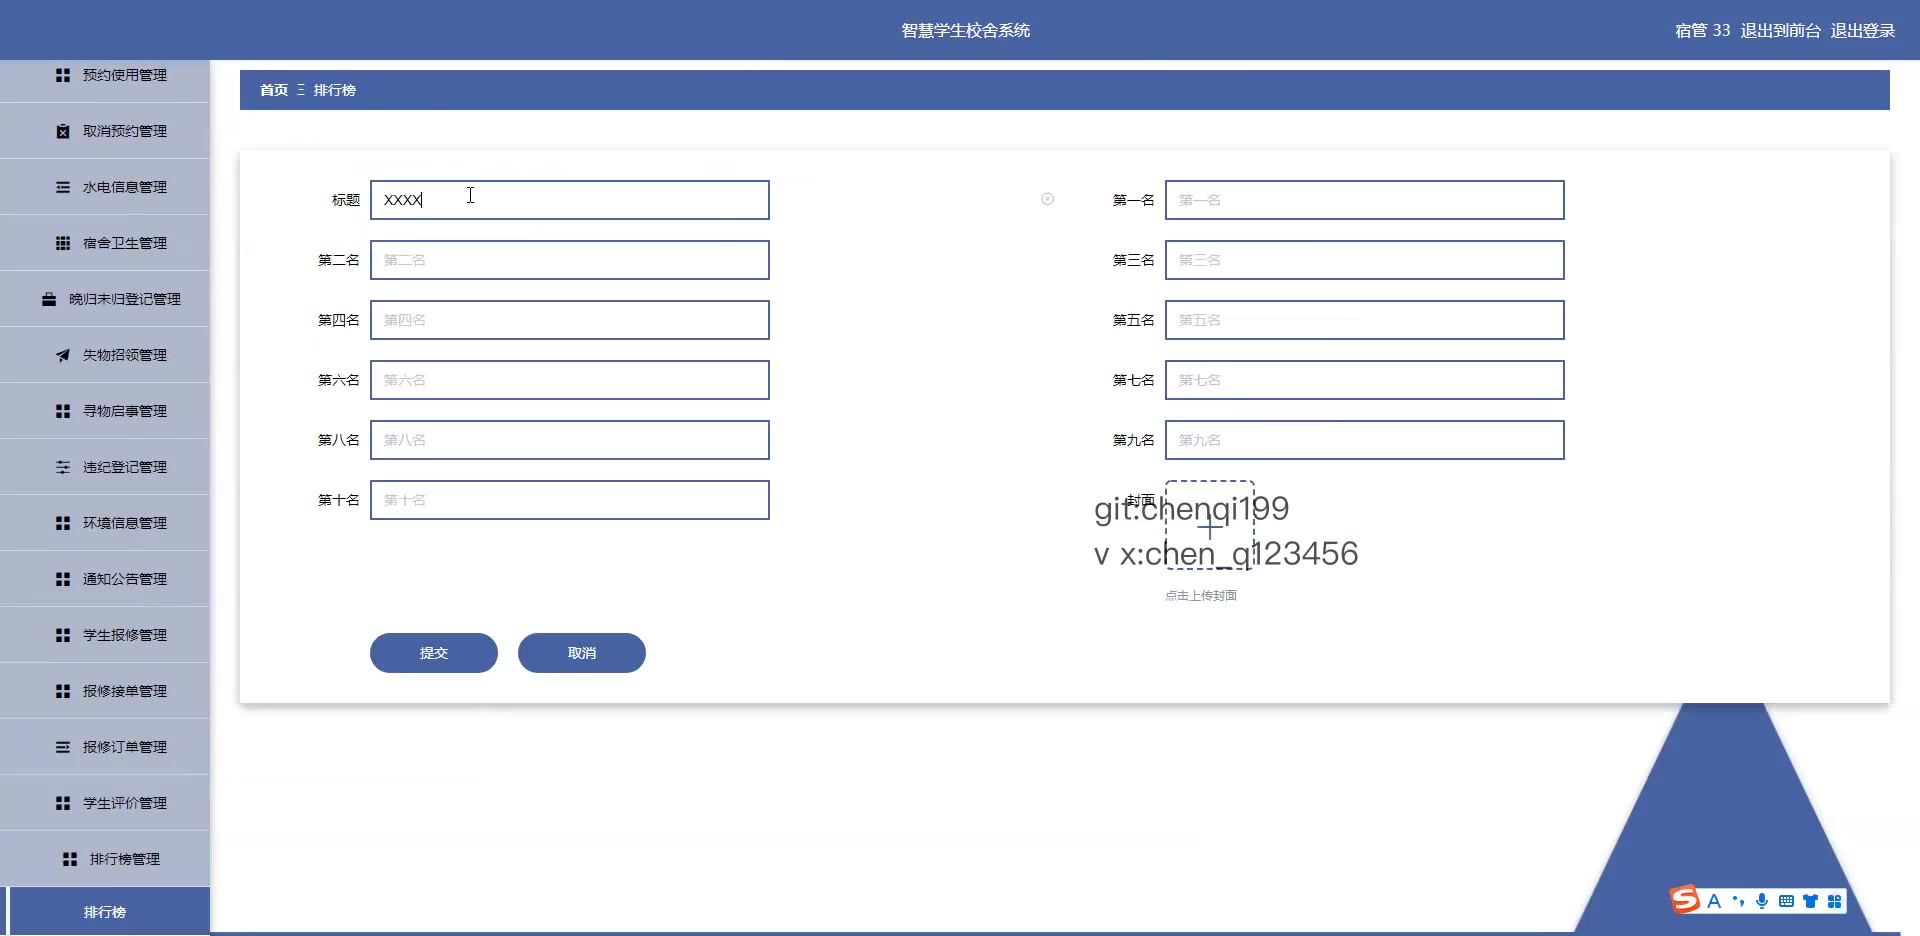 智慧学生校舍系统
宿管 33 退出到前台 退出登录
预约使用管理
取消预约管理
水电信息管理
宿舍卫生管理
晚归未归登记管理
失物招领管理
寻物启事管理
违纪登记管理
环境信息管理
通知公告管理
学生报修管理
报修接单管理
报修订单管理
学生评价管理
排行榜管理
排行榜
首页 Ξ 排行榜
标题 XXXX
第一名 第一名
第二名 第二名
第三名 第三名
第四名 第四名
第五名 第五名
第六名 第六名
第七名 第七名
第八名 第八名
第九名 第九名
第十名 第十名
封面
git:chenqi199
v x:chen_q123456
点击上传封面
提交 取消
S A